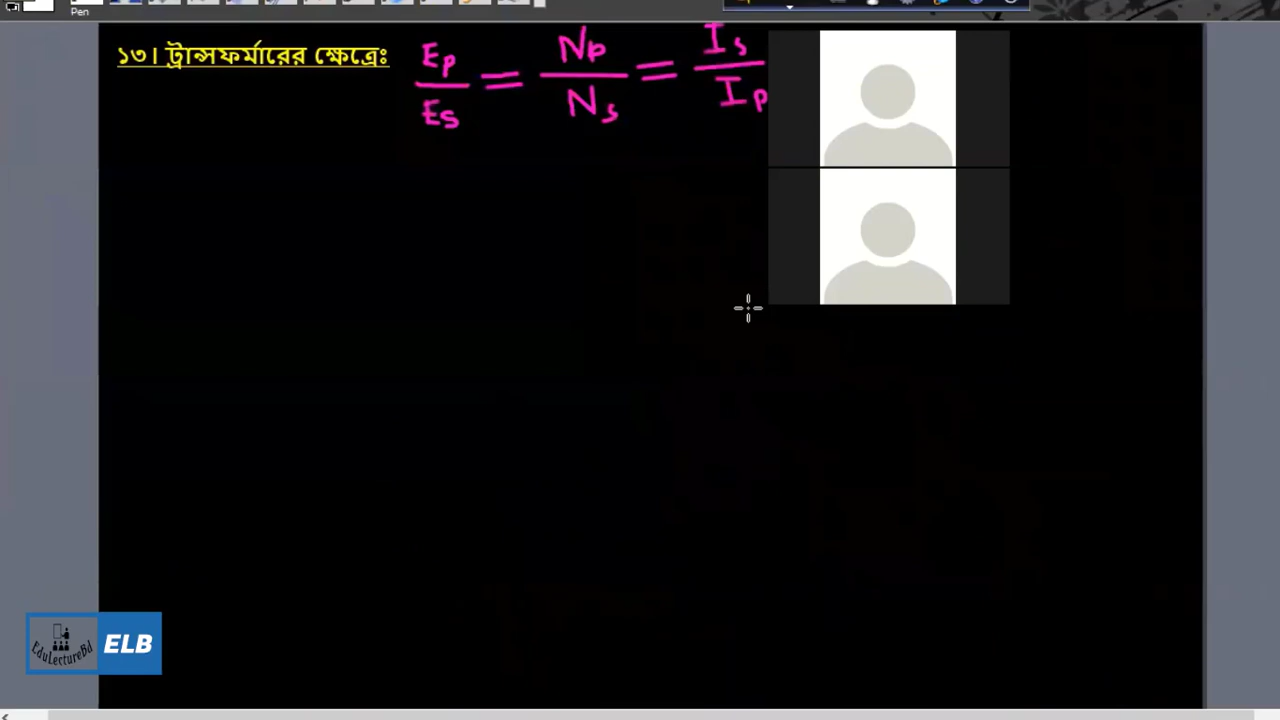 Pen
১৩। ট্রান্সফর্মারের ক্ষেত্রেঃ Ep/Es = Np/Ns = Is/Ip
EduLectureBd ELB